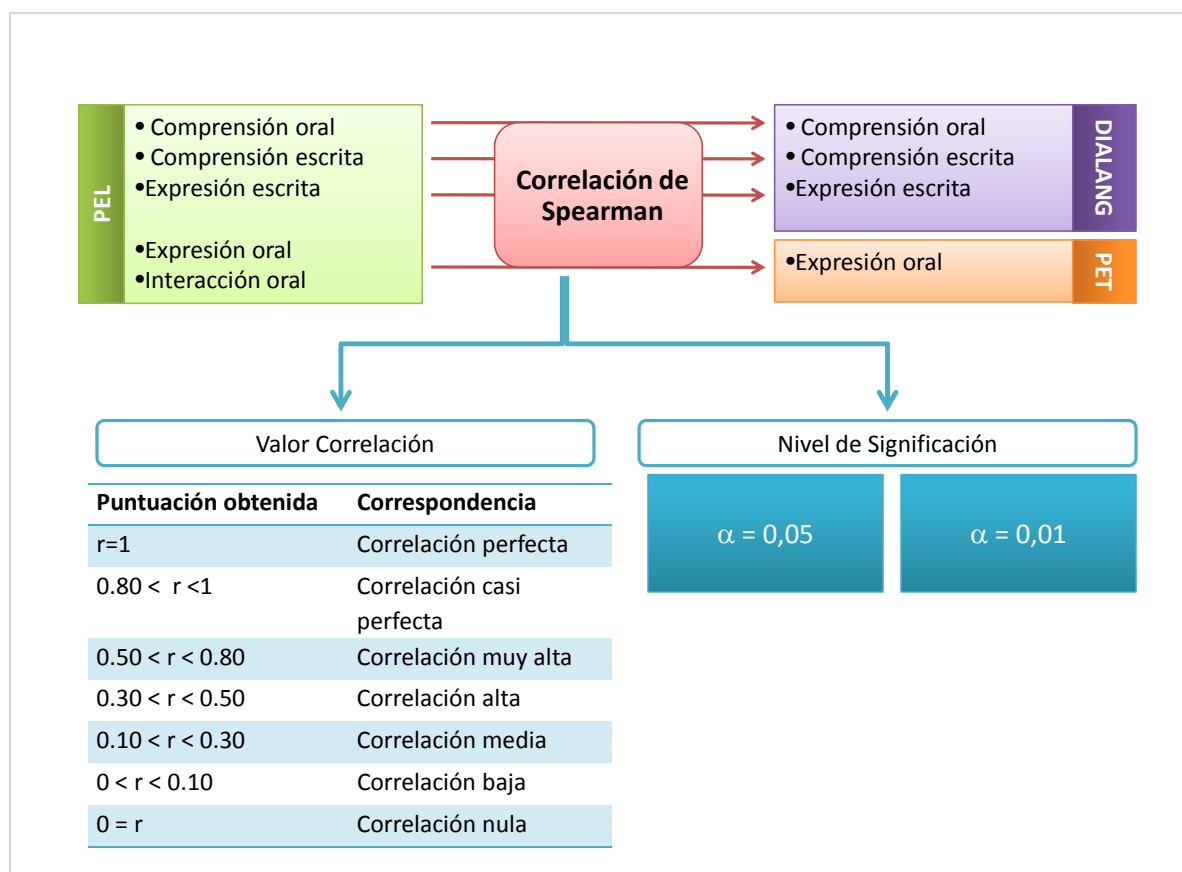 PEL
• Comprensión oral
• Comprensión escrita
•Expresión escrita
•Expresión oral
•Interacción oral
Correlación de
Spearman
• Comprensión oral
• Comprensión escrita
•Expresión escrita
DIALANG
•Expresión oral
PET
Valor Correlación
Puntuación obtenida Correspondencia
r=1 Correlación perfecta
0.80 < r <1 Correlación casi
perfecta
0.50 < r < 0.80 Correlación muy alta
0.30 < r < 0.50 Correlación alta
0.10 < r < 0.30 Correlación media
0 < r < 0.10 Correlación baja
0 = r Correlación nula
Nivel de Significación
α = 0,05
α = 0,01